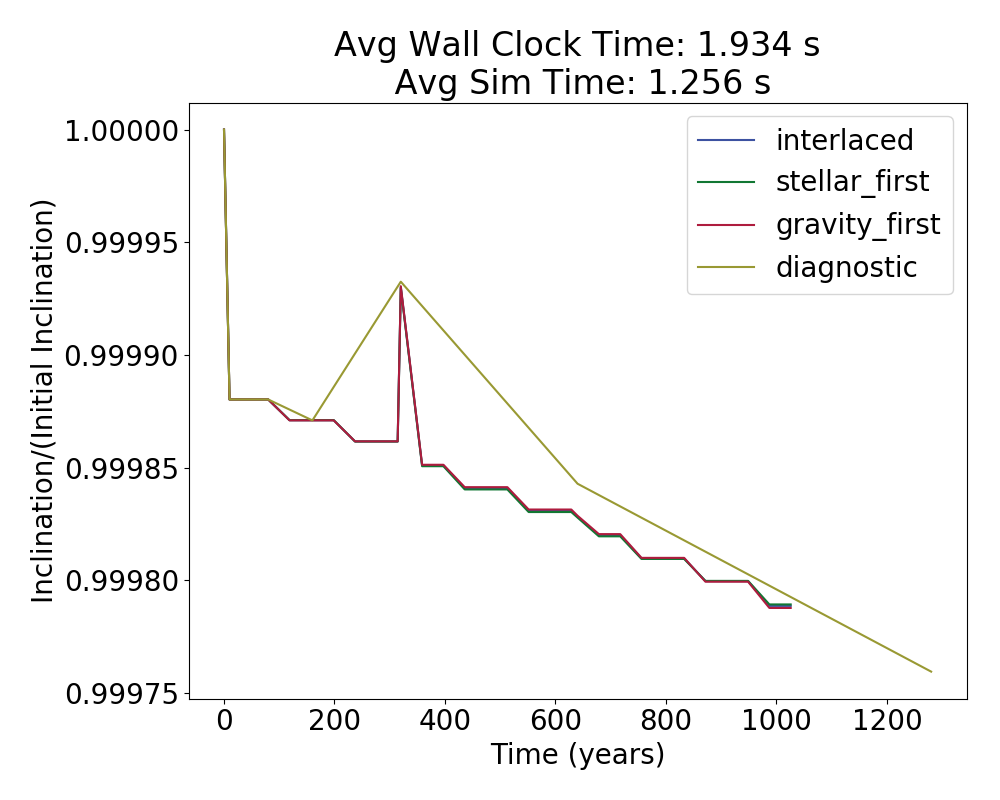 Avg Wall Clock Time: 1.934 s
Avg Sim Time: 1.256 s
1.00000
0.99995
0.99990
0.99985
0.99980
0.99975
Inclination/(Initial Inclination)
interlaced
stellar_first
gravity_first
diagnostic
0 200 400 600 800 1000 1200
Time (years)